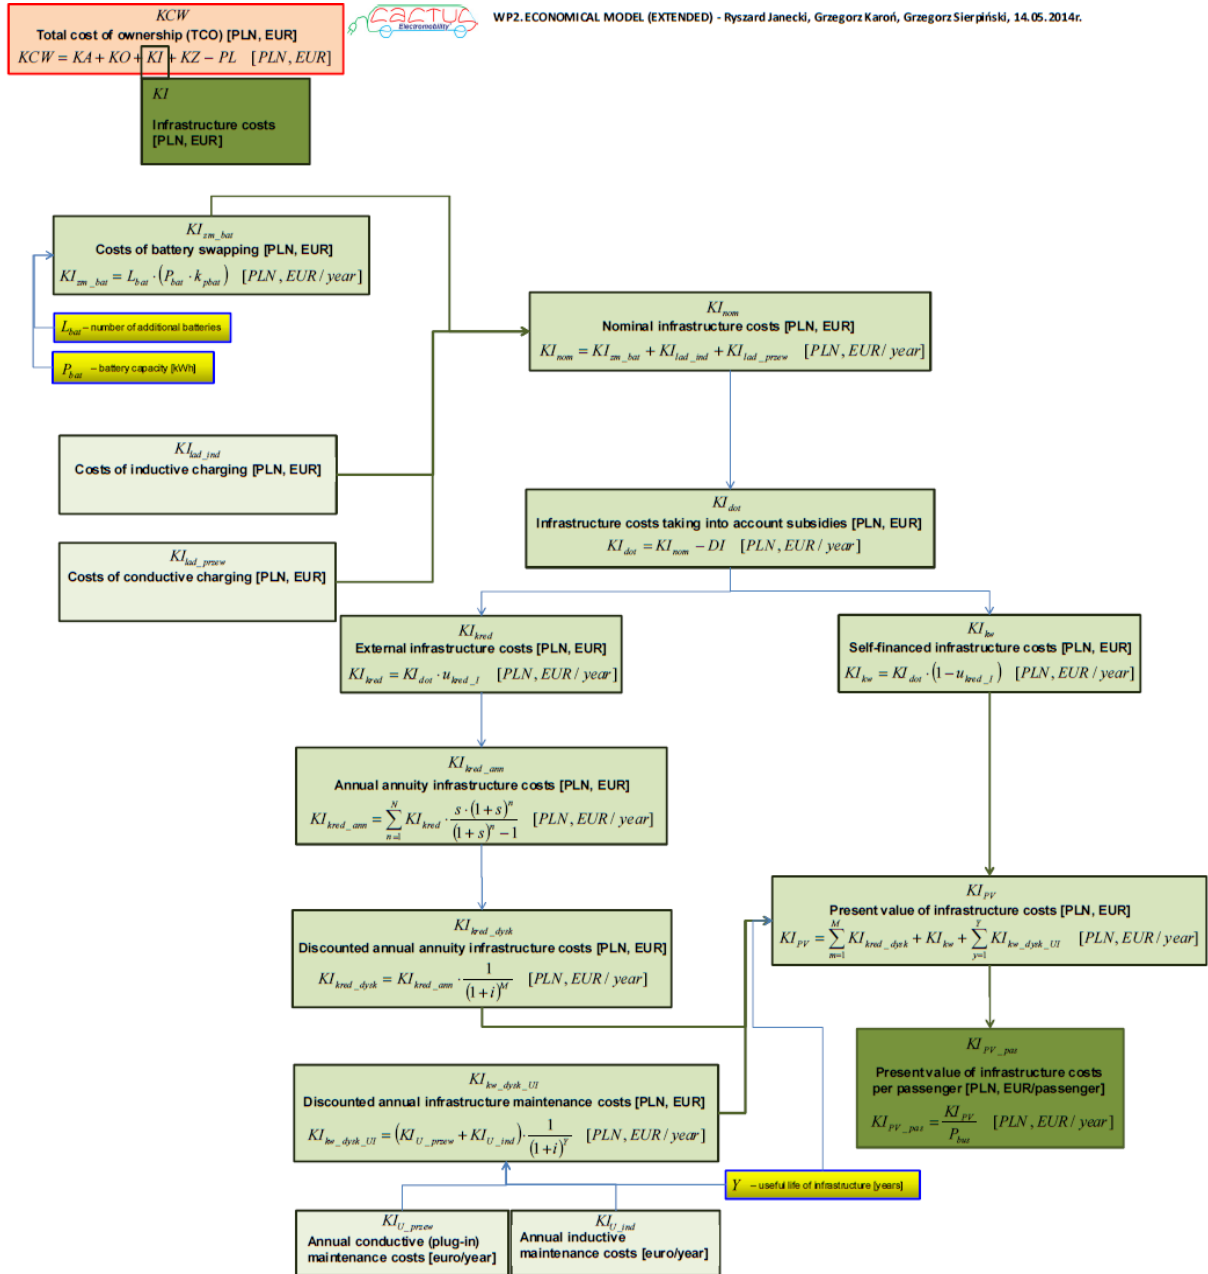 KCW
Total cost of ownership (TCO) [PLN, EUR]
KCW = KA + KO + KI + KZ − PL [PLN, EUR]
cactus
Electromobility
WP2. ECONOMICAL MODEL (EXTENDED) - Ryszard Janecki, Grzegorz Karoń, Grzegorz Sierpiński, 14.05.2014r.
KI
Infrastructure costs
[PLN, EUR]
KI_zm_bat
Costs of battery swapping [PLN, EUR]
KI_zm_bat = L_bat · (P_bat · k_pbat) [PLN, EUR / year]
L_bat – number of additional batteries
P_bat – battery capacity [kWh]
KI_nom
Nominal infrastructure costs [PLN, EUR]
KI_nom = KI_zm_bat + KI_lad_ind + KI_lad_przew [PLN, EUR / year]
KI_lad_ind
Costs of inductive charging [PLN, EUR]
KI_lad_przew
Costs of conductive charging [PLN, EUR]
KI_dot
Infrastructure costs taking into account subsidies [PLN, EUR]
KI_dot = KI_nom − DI [PLN, EUR / year]
KI_kred
External infrastructure costs [PLN, EUR]
KI_kred = KI_dot · u_kred_I [PLN, EUR / year]
KI_kw
Self-financed infrastructure costs [PLN, EUR]
KI_kw = KI_dot · (1 − u_kred_I) [PLN, EUR / year]
KI_kred_ann
Annual annuity infrastructure costs [PLN, EUR]
KI_kred_ann = ∑_{n=1}^{N} KI_kred · s · (1 + s)^n / ((1 + s)^n − 1) [PLN, EUR / year]
KI_kred_dysk
Discounted annual annuity infrastructure costs [PLN, EUR]
KI_kred_dysk = KI_kred_ann · 1 / (1 + i)^M [PLN, EUR / year]
KI_PV
Present value of infrastructure costs [PLN, EUR]
KI_PV = ∑_{m=1}^{M} KI_kred_dysk + KI_kw + ∑_{y=1}^{Y} KI_kw_dysk_UI [PLN, EUR / year]
KI_PV_pas
Present value of infrastructure costs
per passenger [PLN, EUR/passenger]
KI_PV_pas = KI_PV / P_bus [PLN, EUR / year]
KI_kw_dysk_UI
Discounted annual infrastructure maintenance costs [PLN, EUR]
KI_kw_dysk_UI = (KI_U_przew + KI_U_ind) · 1 / (1 + i)^Y [PLN, EUR / year]
Y – useful life of infrastructure [years]
KI_U_przew
Annual conductive (plug-in)
maintenance costs [euro/year]
KI_U_ind
Annual inductive
maintenance costs [euro/year]